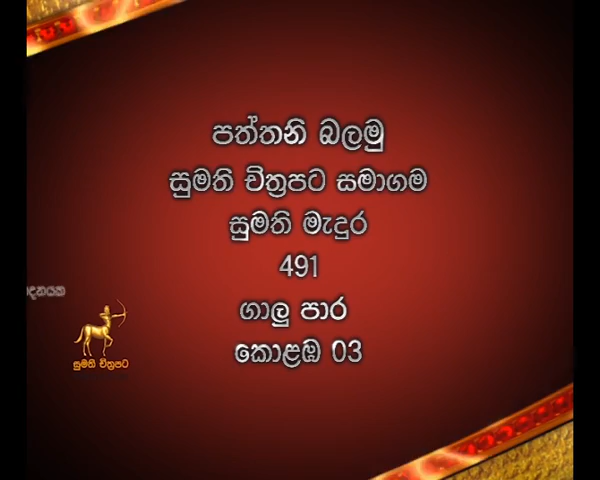 පත්තනි බලමු
සුමති චිත්‍රපට සමාගම
සුමති මැදුර
491
ගාලු පාර
කොළඹ 03
සුමති චිත්‍රපට